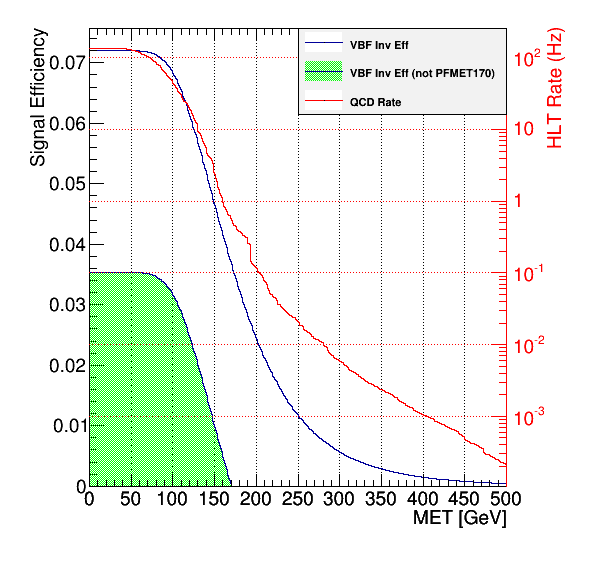 Signal Efficiency
0.07
0.06
0.05
0.04
0.03
0.02
0.01
0
0 50 100 150 200 250 300 350 400 450 500
MET [GeV]
VBF Inv Eff
VBF Inv Eff (not PFMET170)
QCD Rate
HLT Rate (Hz)
10²
10
1
10⁻¹
10⁻²
10⁻³